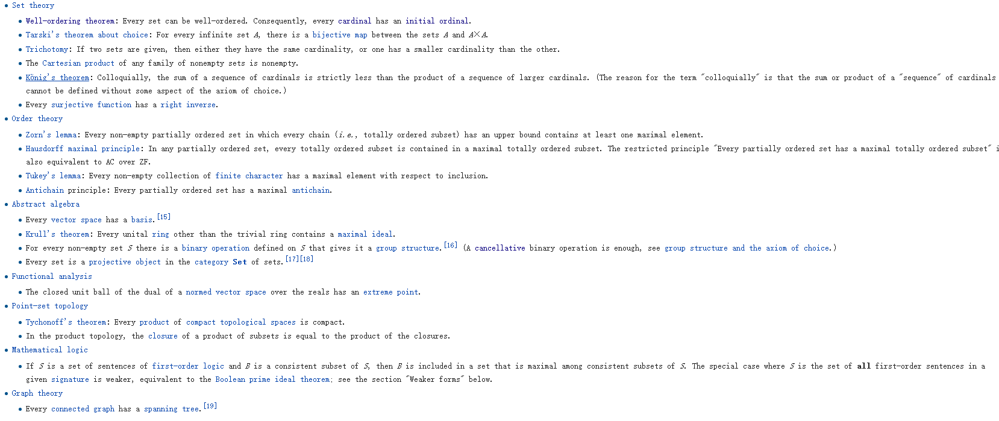 Set theory
Well-ordering theorem: Every set can be well-ordered. Consequently, every cardinal has an initial ordinal.
Tarski's theorem about choice: For every infinite set A, there is a bijective map between the sets A and A×A.
Trichotomy: If two sets are given, then either they have the same cardinality, or one has a smaller cardinality than the other.
The Cartesian product of any family of nonempty sets is nonempty.
König's theorem: Colloquially, the sum of a sequence of cardinals is strictly less than the product of a sequence of larger cardinals. (The reason for the term "colloquially" is that the sum or product of a "sequence" of cardinals
cannot be defined without some aspect of the axiom of choice.)
Every surjective function has a right inverse.
Order theory
Zorn's lemma: Every non-empty partially ordered set in which every chain (i.e., totally ordered subset) has an upper bound contains at least one maximal element.
Hausdorff maximal principle: In any partially ordered set, every totally ordered subset is contained in a maximal totally ordered subset. The restricted principle "Every partially ordered set has a maximal totally ordered subset" i
also equivalent to AC over ZF.
Tukey's lemma: Every non-empty collection of finite character has a maximal element with respect to inclusion.
Antichain principle: Every partially ordered set has a maximal antichain.
Abstract algebra
Every vector space has a basis.[15]
Krull's theorem: Every unital ring other than the trivial ring contains a maximal ideal.
For every non-empty set S there is a binary operation defined on S that gives it a group structure.[16] (A cancellative binary operation is enough, see group structure and the axiom of choice.)
Every set is a projective object in the category Set of sets.[17][18]
Functional analysis
The closed unit ball of the dual of a normed vector space over the reals has an extreme point.
Point-set topology
Tychonoff's theorem: Every product of compact topological spaces is compact.
In the product topology, the closure of a product of subsets is equal to the product of the closures.
Mathematical logic
If S is a set of sentences of first-order logic and B is a consistent subset of S, then B is included in a set that is maximal among consistent subsets of S. The special case where S is the set of all first-order sentences in a
given signature is weaker, equivalent to the Boolean prime ideal theorem; see the section "Weaker forms" below.
Graph theory
Every connected graph has a spanning tree.[19]